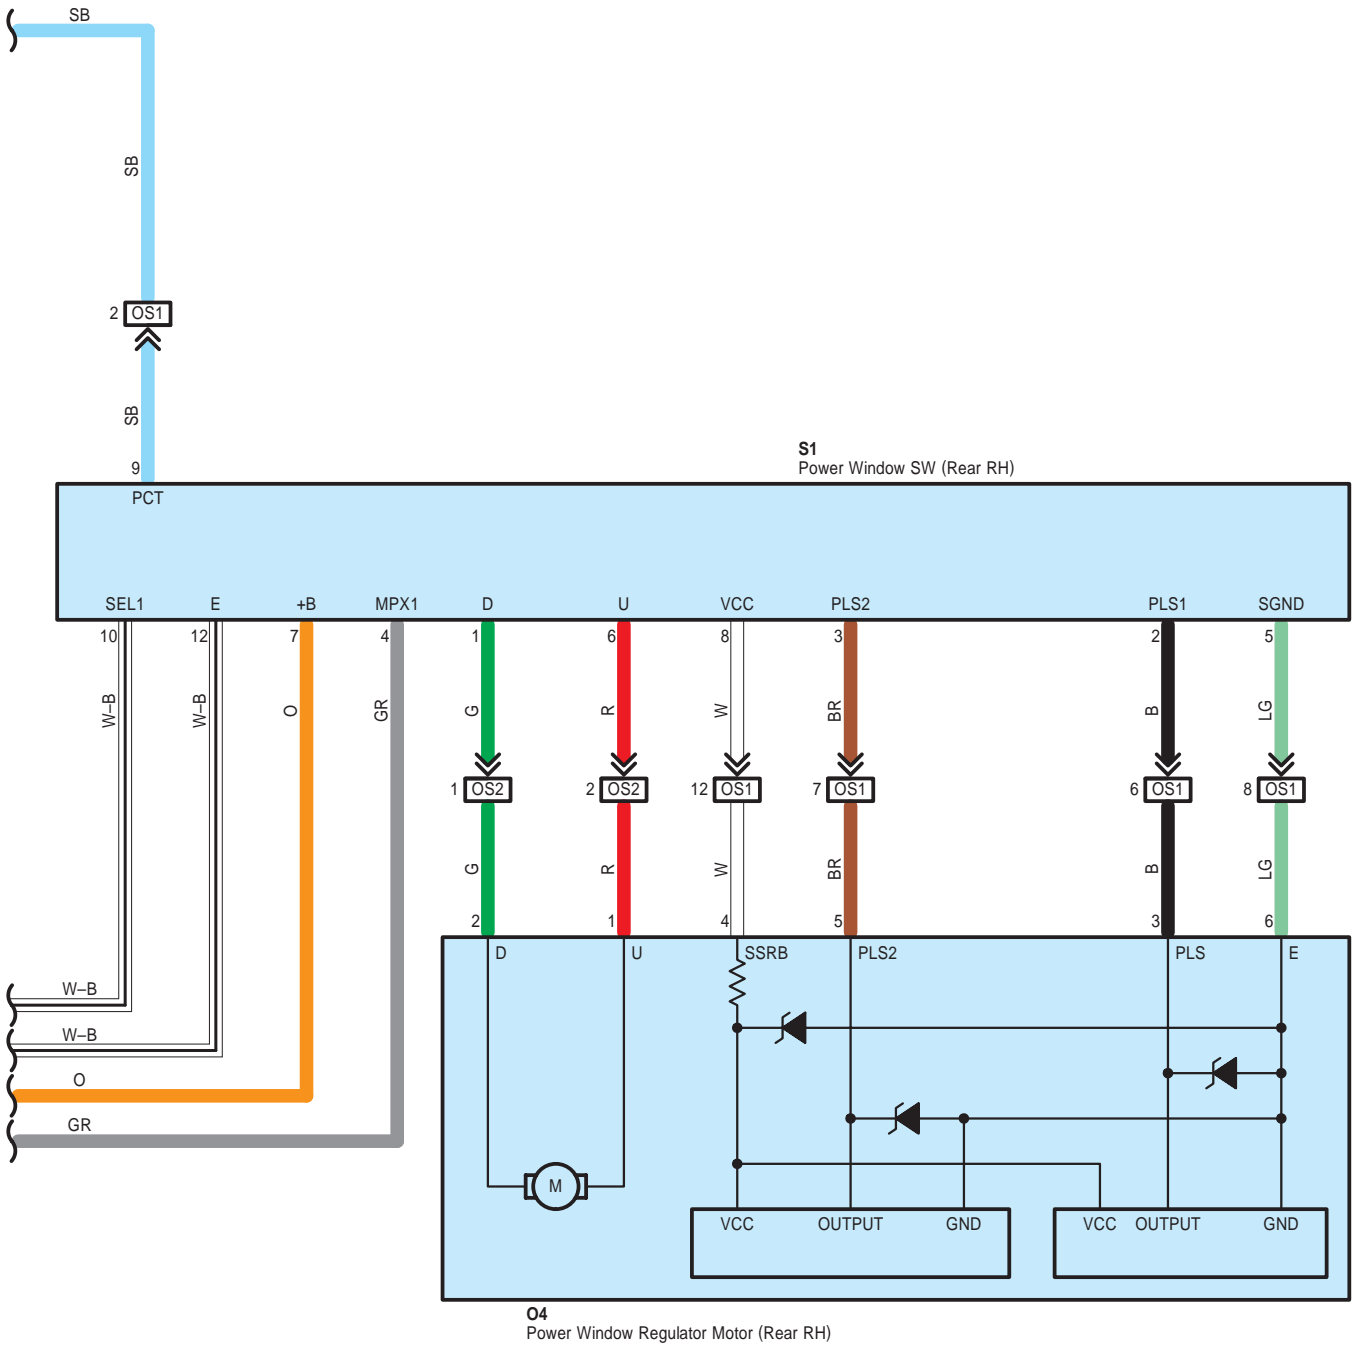 SB
SB
2 OS1
SB
9
S1
Power Window SW (Rear RH)
PCT
SEL1 E +B MPX1 D U VCC PLS2 PLS1 SGND
10 12 7 4 1 6 8 3 2 5
W–B W–B O GR G R W BR B LG
1 OS2 2 OS2 12 OS1 7 OS1 6 OS1 8 OS1
G R W BR B LG
2 1 4 5 3 6
D U SSRB PLS2 PLS E
W–B
W–B
O
GR
M
VCC OUTPUT GND VCC OUTPUT GND
O4
Power Window Regulator Motor (Rear RH)